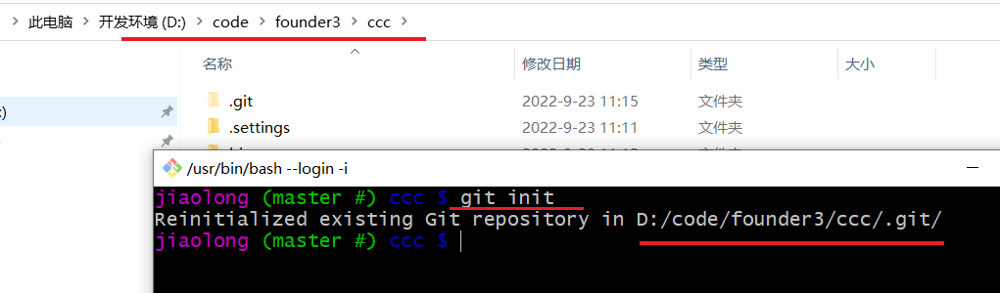 此电脑 > 开发环境 (D:) > code > founder3 > ccc
名称 修改日期 类型 大小
.git 2022-9-23 11:15 文件夹
:)
.settings 2022-9-23 11:11 文件夹
/usr/bin/bash --login -i
jiaolong (master #) ccc $ git init
Reinitialized existing Git repository in D:/code/founder3/ccc/.git/
jiaolong (master #) ccc $